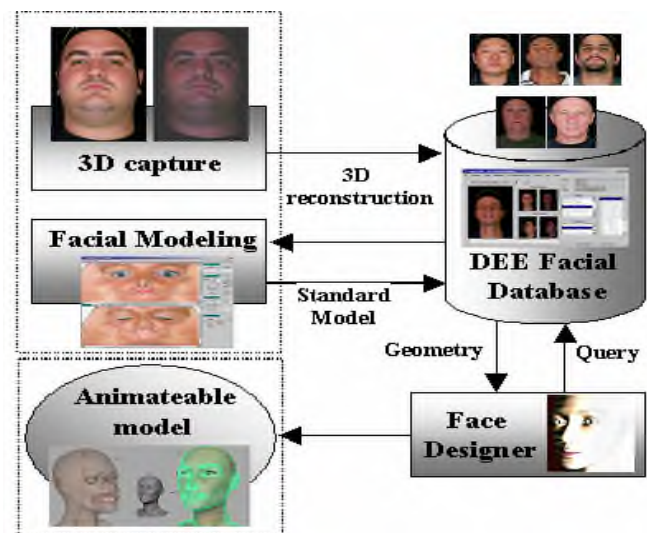 3D capture
3D
reconstruction
Facial Modeling
DEE Facial
Database
Standard
Model
Geometry
Query
Animateable
model
Face
Designer